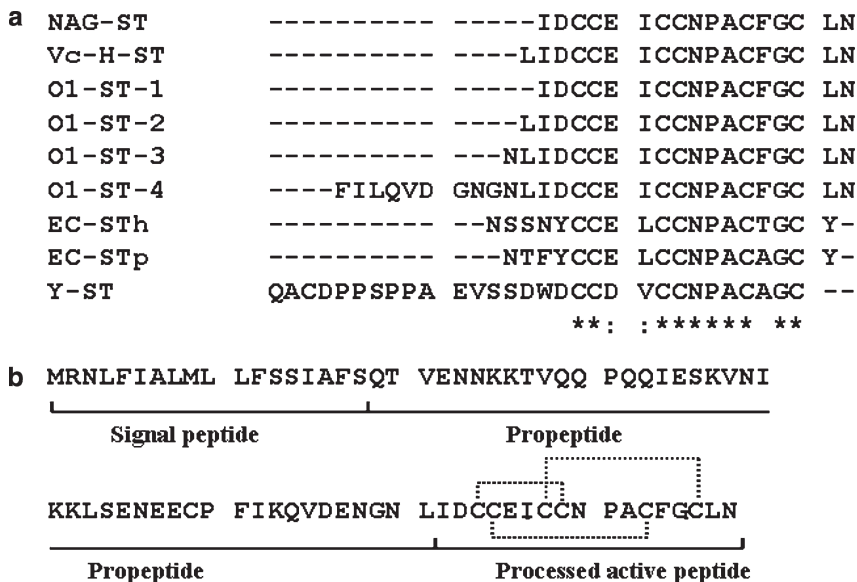 a
NAG-ST ---------- -----IDCCE ICCNPACFGC LN
Vc-H-ST ---------- ----LIDCCE ICCNPACFGC LN
O1-ST-1 ---------- -----IDCCE ICCNPACFGC LN
O1-ST-2 ---------- ----LIDCCE ICCNPACFGC LN
O1-ST-3 ---------- ---NLIDCCE ICCNPACFGC LN
O1-ST-4 ----FILQVD GNGNLIDCCE ICCNPACFGC LN
EC-STh ---------- --NSSNYCCE LCCNPACTGC Y-
EC-STp ---------- ---NTFYCCE LCCNPACAGC Y-
Y-ST QACDPPSPPA EVSSDWDCCD VCCNPACAGC --
**: :****** **
b
MRNLFIALML LFSSIAFSQT VENNKKTVQQ PQQIESKVNI
Signal peptide Propeptide
KKLSENEECP FIKQVDENGN LIDCCEICCN PACFGCLN
Propeptide Processed active peptide